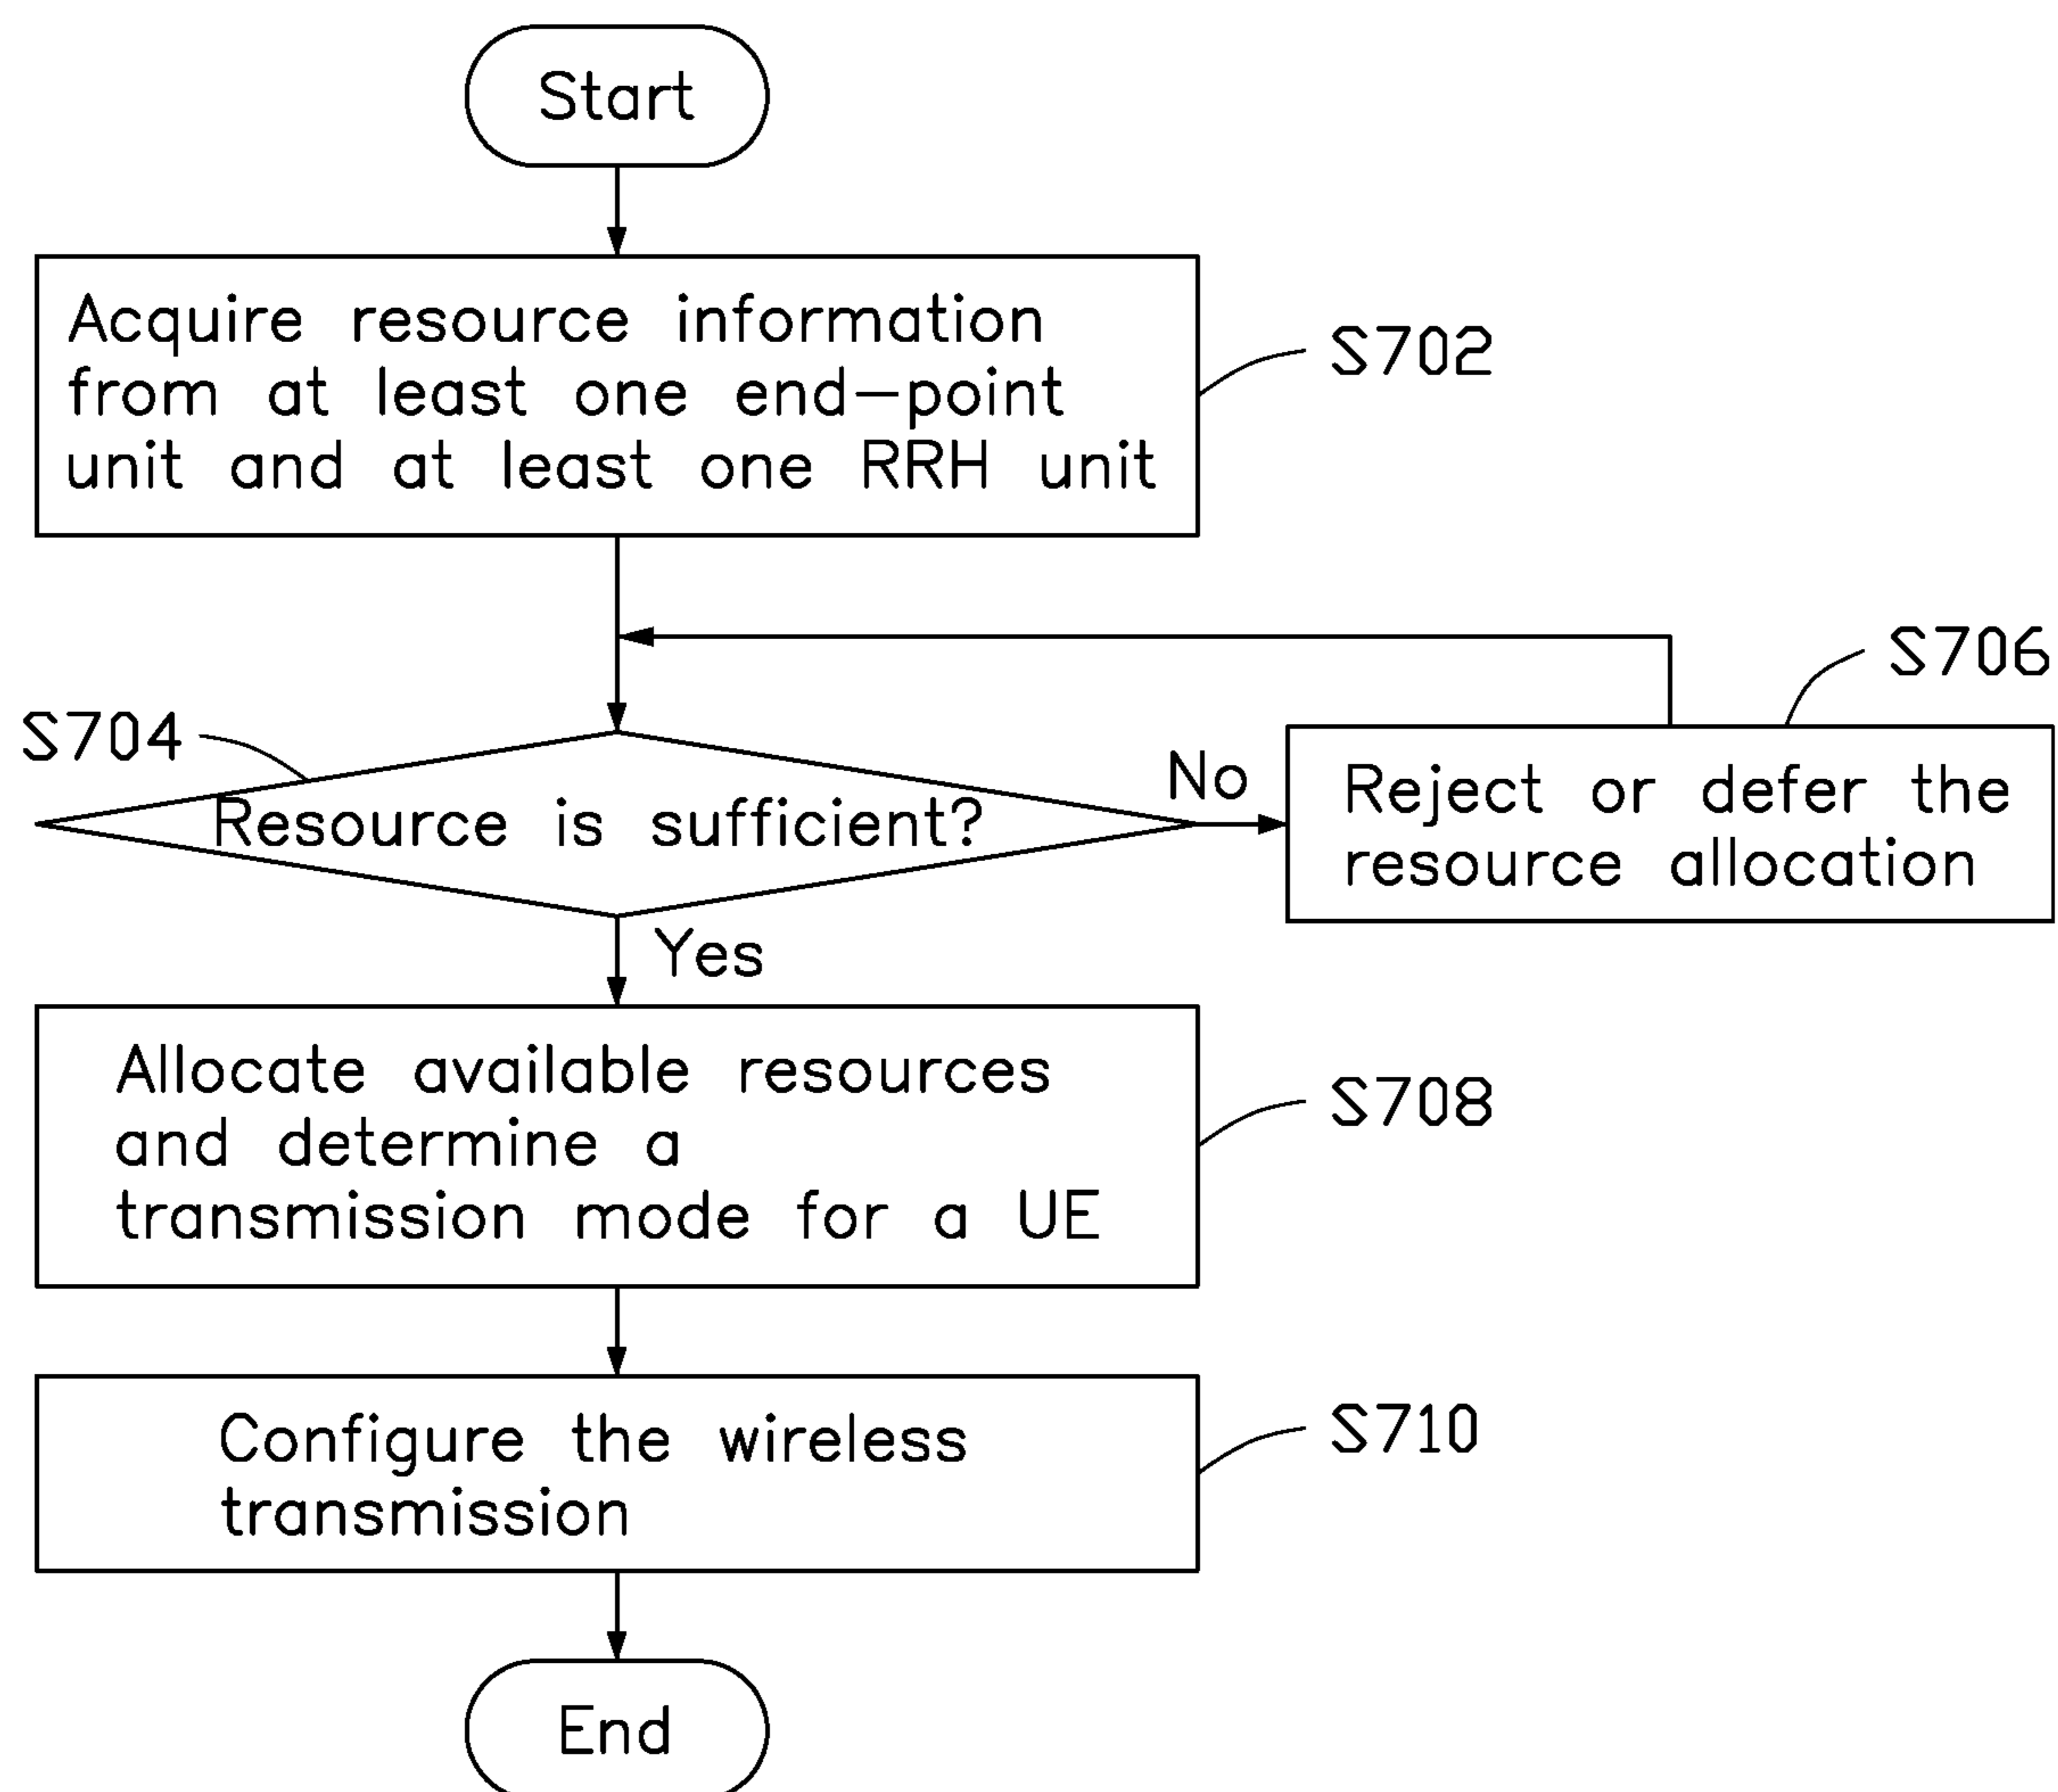 Start
Acquire resource information
from at least one end-point
unit and at least one RRH unit
S702
S704
Resource is sufficient?
No
S706
Reject or defer the
resource allocation
Yes
Allocate available resources
and determine a
transmission mode for a UE
S708
Configure the wireless
transmission
S710
End